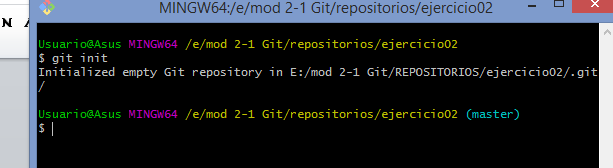 MINGW64:/e/mod 2-1 Git/repositorios/ejercicio02
N A
Usuario@Asus MINGW64 /e/mod 2-1 Git/repositorios/ejercicio02
$ git init
Initialized empty Git repository in E:/mod 2-1 Git/REPOSITORIOS/ejercicio02/.git
/
Usuario@Asus MINGW64 /e/mod 2-1 Git/repositorios/ejercicio02 (master)
$